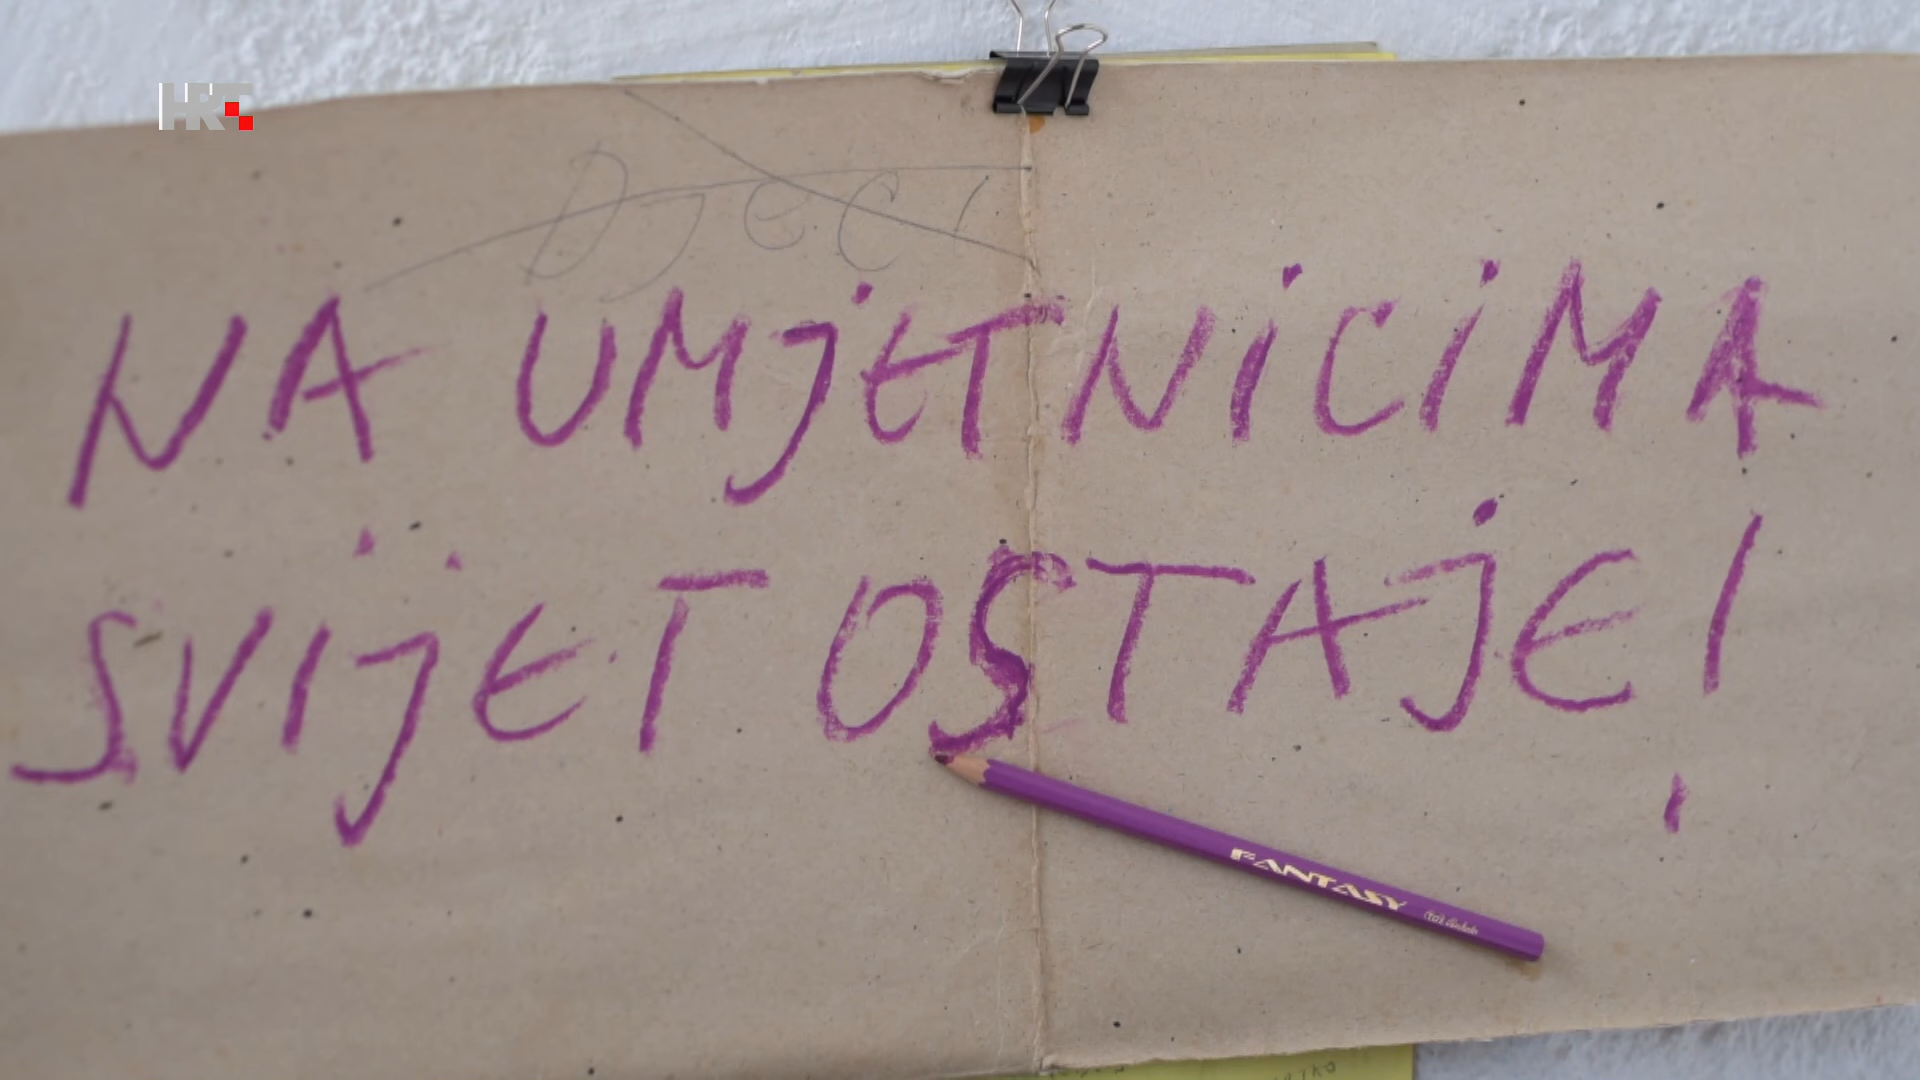 HRT
DJECI
NA UMJETNICIMA
SVIJET OSTAJE!
FANTASY